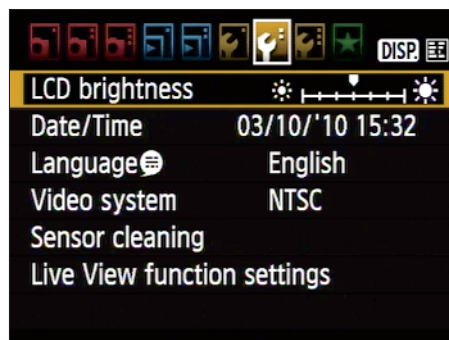 DISP.
LCD brightness
Date/Time 03/10/'10 15:32
Language English
Video system NTSC
Sensor cleaning
Live View function settings